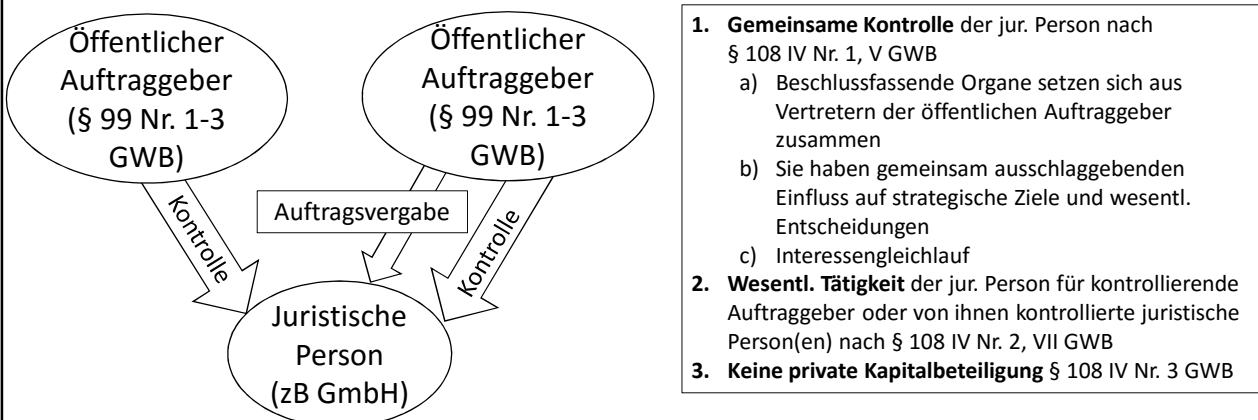 Öffentlicher
Auftraggeber
(§ 99 Nr. 1-3
GWB)
Öffentlicher
Auftraggeber
(§ 99 Nr. 1-3
GWB)
Kontrolle
Auftragsvergabe
Kontrolle
Juristische
Person
(zB GmbH)
1. Gemeinsame Kontrolle der jur. Person nach
§ 108 IV Nr. 1, V GWB
a) Beschlussfassende Organe setzen sich aus
Vertretern der öffentlichen Auftraggeber
zusammen
b) Sie haben gemeinsam ausschlaggebenden
Einfluss auf strategische Ziele und wesentl.
Entscheidungen
c) Interessengleichlauf
2. Wesentl. Tätigkeit der jur. Person für kontrollierende
Auftraggeber oder von ihnen kontrollierte juristische
Person(en) nach § 108 IV Nr. 2, VII GWB
3. Keine private Kapitalbeteiligung § 108 IV Nr. 3 GWB